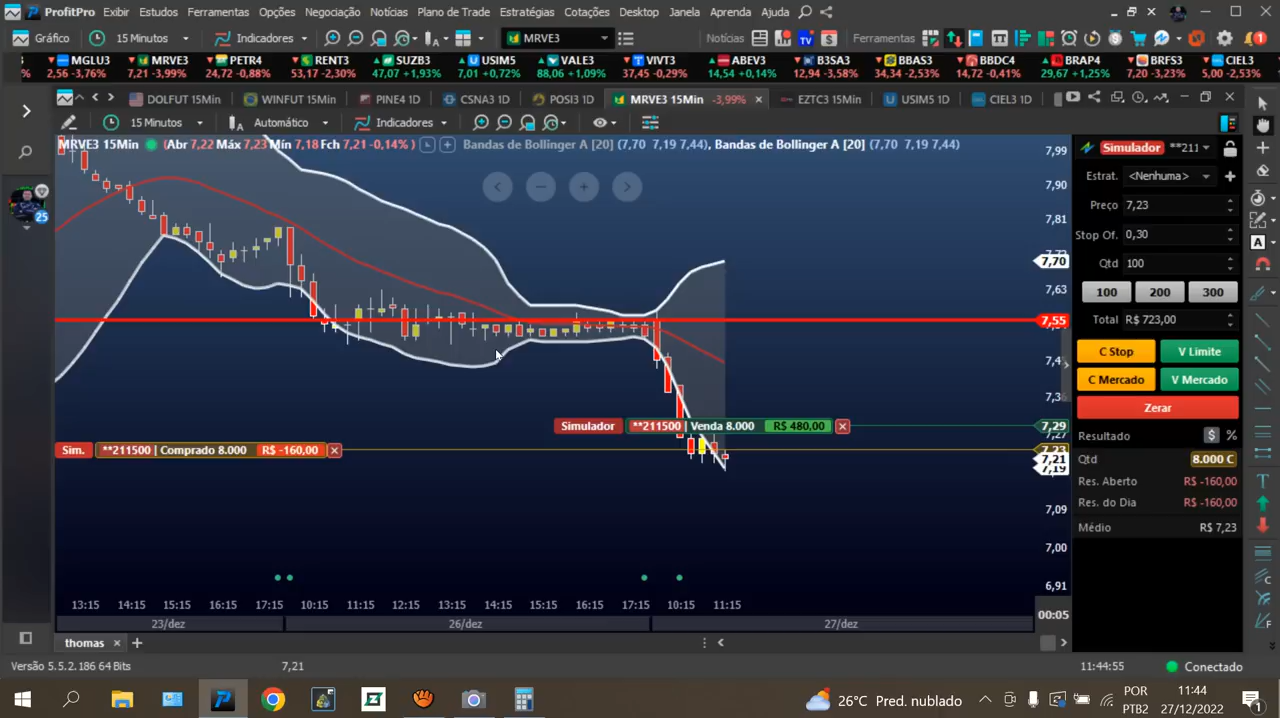 ProfitPro Exibir Estudos Ferramentas Opções Negociação Notícias Plano de Trade Estratégias Cotações Desktop Janela Aprenda Ajuda
Gráfico 15 Minutos Indicadores MRVE3 Notícias Ferramentas
MGLU3 MRVE3 PETR4 RENT3 SUZB3 USIM5 VALE3 VIVT3 ABEV3 B3SA3 BBAS3 BBDC4 BRAP4 BRFS3 CIEL3
% 2,56 -3,76% 7,21 -3,99% 24,72 -0,88% 53,17 -2,30% 47,07 +1,93% 7,01 +0,72% 88,06 +1,09% 37,45 -0,29% 14,54 +0,14% 12,94 -3,58% 34,34 -2,53% 14,72 -0,41% 29,67 +1,25% 7,20 -3,23% 5,00 -2,53%
DOLFUT 15Min WINFUT 15Min PINE4 1D CSNA3 1D POSI3 1D MRVE3 15Min -3,99% EZTC3 15Min USIM5 1D CIEL3 1D
15 Minutos Automático Indicadores
MRVE3 15Min (Abr 7,22 Máx 7,23 Mín 7,18 Fch 7,21 -0,14% ) Bandas de Bollinger A [20] (7,70 7,19 7,44), Bandas de Bollinger A [20] (7,70 7,19 7,44)
7,99
7,90
7,81
7,70
7,63
7,55
7,27
7,29
7,23
7,21
7,19
7,09
7,00
6,91
Simulador **211500 | Venda 8.000 R$ 480,00
Sim. **211500 | Comprado 8.000 R$ -160,00
25
Simulador **211
Estrat. <Nenhuma>
Preço 7,23
Stop Of. 0,30
Qtd 100
100 200 300
Total R$ 723,00
C Stop V Limite
C Mercado V Mercado
Zerar
Resultado $ %
Qtd 8.000 C
Res. Aberto R$ -160,00
Res. do Dia R$ -160,00
Médio R$ 7,23
13:15 14:15 15:15 16:15 17:15 10:15 11:15 12:15 13:15 14:15 15:15 16:15 17:15 10:15 11:15
00:05
23/dez 26/dez 27/dez
thomas
Versão 5.5.2.186 64 Bits 7,21 11:44:55 Conectado
26°C Pred. nublado
POR
PTB2
11:44
27/12/2022
1